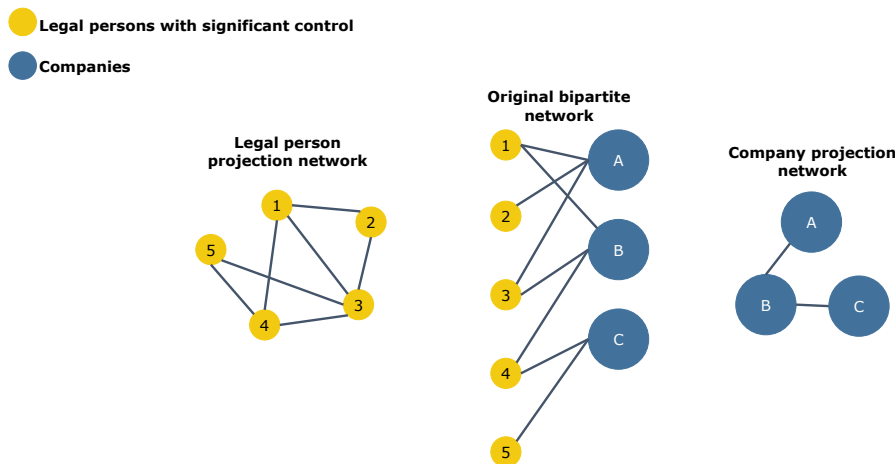 Legal persons with significant control
Companies
Legal person
projection network
1
2
5
3
4
Original bipartite
network
1
A
2
B
3
C
4
5
Company projection
network
A
B
C